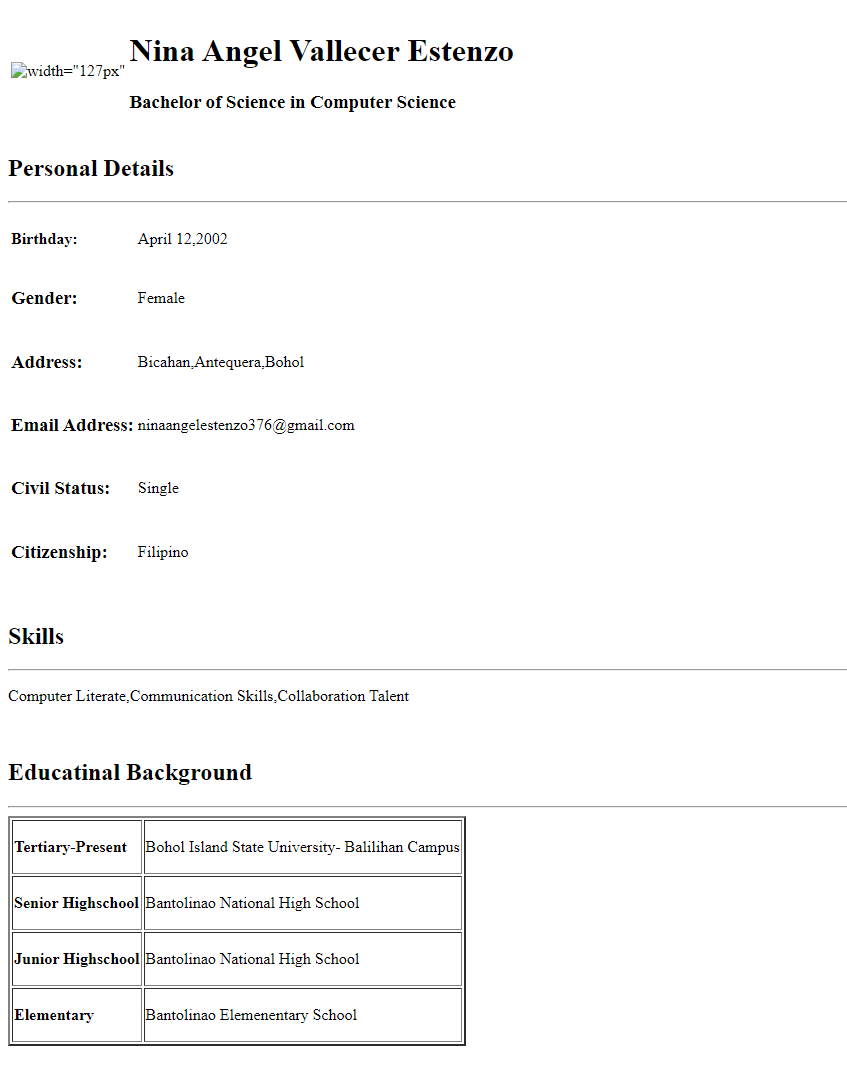 width="127px"
Nina Angel Vallecer Estenzo
Bachelor of Science in Computer Science
Personal Details
Birthday: April 12,2002
Gender: Female
Address: Bicahan,Antequera,Bohol
Email Address: ninaangelestenzo376@gmail.com
Civil Status: Single
Citizenship: Filipino
Skills
Computer Literate,Communication Skills,Collaboration Talent
Educatinal Background
Tertiary-Present Bohol Island State University- Balilihan Campus
Senior Highschool Bantolinao National High School
Junior Highschool Bantolinao National High School
Elementary Bantolinao Elemenentary School